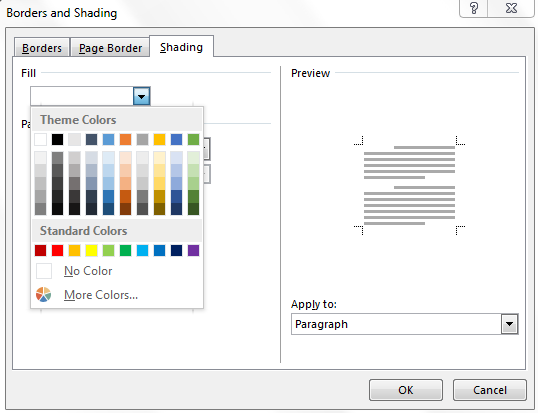 Borders and Shading
?
Borders Page Border Shading
Fill
Preview
Theme Colors
Standard Colors
No Color
More Colors...
Apply to:
Paragraph
OK Cancel